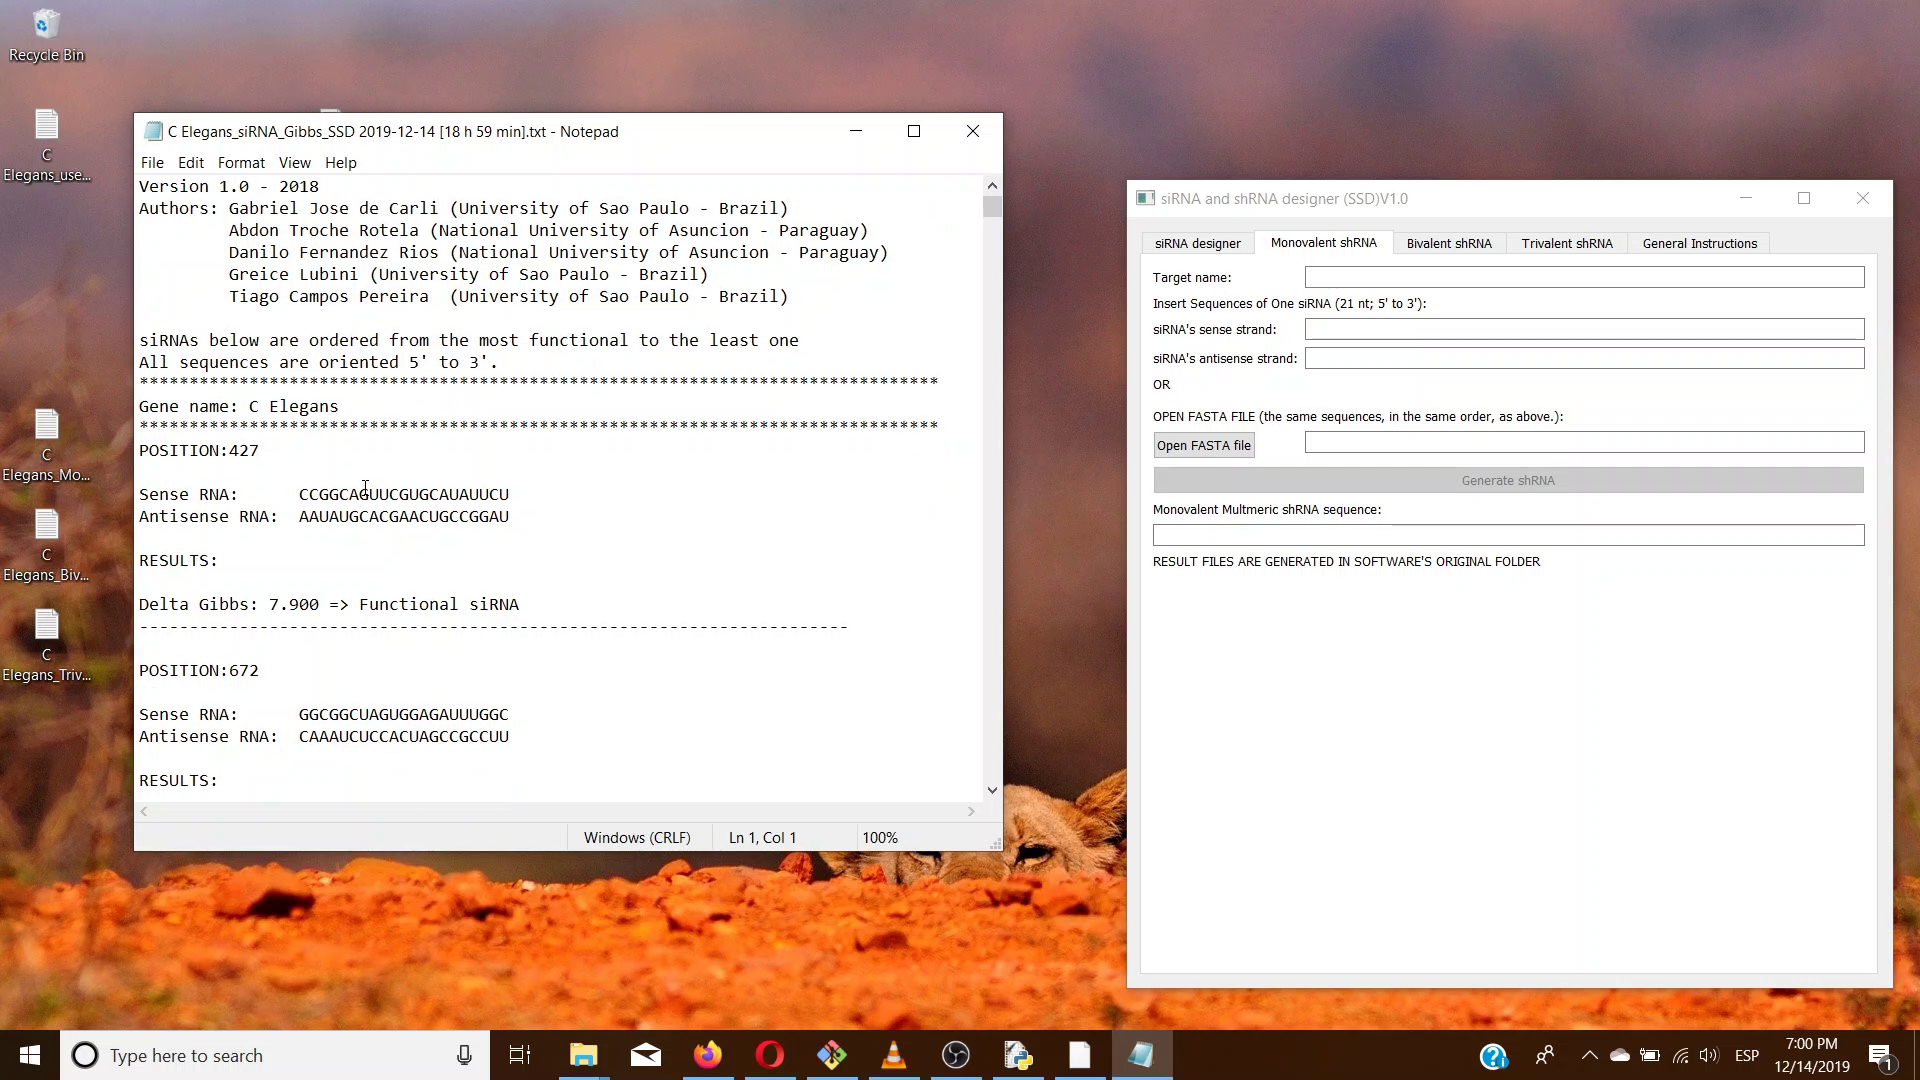 Recycle Bin
C
Elegans_use...
C
Elegans_Mo...
C
Elegans_Biv...
C
Elegans_Triv...
C Elegans_siRNA_Gibbs_SSD 2019-12-14 [18 h 59 min].txt - Notepad
File Edit Format View Help
Version 1.0 - 2018
Authors: Gabriel Jose de Carli (University of Sao Paulo - Brazil)
Abdon Troche Rotela (National University of Asuncion - Paraguay)
Danilo Fernandez Rios (National University of Asuncion - Paraguay)
Greice Lubini (University of Sao Paulo - Brazil)
Tiago Campos Pereira (University of Sao Paulo - Brazil)
siRNAs below are ordered from the most functional to the least one
All sequences are oriented 5' to 3'.
********************************************************************************
Gene name: C Elegans
********************************************************************************
POSITION:427
Sense RNA: CCGGCAGUUCGUGCAUAUUCU
Antisense RNA: AAUAUGCACGAACUGCCGGAU
RESULTS:
Delta Gibbs: 7.900 => Functional siRNA
-----------------------------------------------------------------------
POSITION:672
Sense RNA: GGCGGCUAGUGGAGAUUUGGC
Antisense RNA: CAAAUCUCCACUAGCCGCCUU
RESULTS:
Windows (CRLF) Ln 1, Col 1 100%
siRNA and shRNA designer (SSD)V1.0
siRNA designer Monovalent shRNA Bivalent shRNA Trivalent shRNA General Instructions
Target name:
Insert Sequences of One siRNA (21 nt; 5' to 3'):
siRNA's sense strand:
siRNA's antisense strand:
OR
OPEN FASTA FILE (the same sequences, in the same order, as above.):
Open FASTA file
Generate shRNA
Monovalent Multmeric shRNA sequence:
RESULT FILES ARE GENERATED IN SOFTWARE'S ORIGINAL FOLDER
Type here to search
ESP
7:00 PM
12/14/2019
1